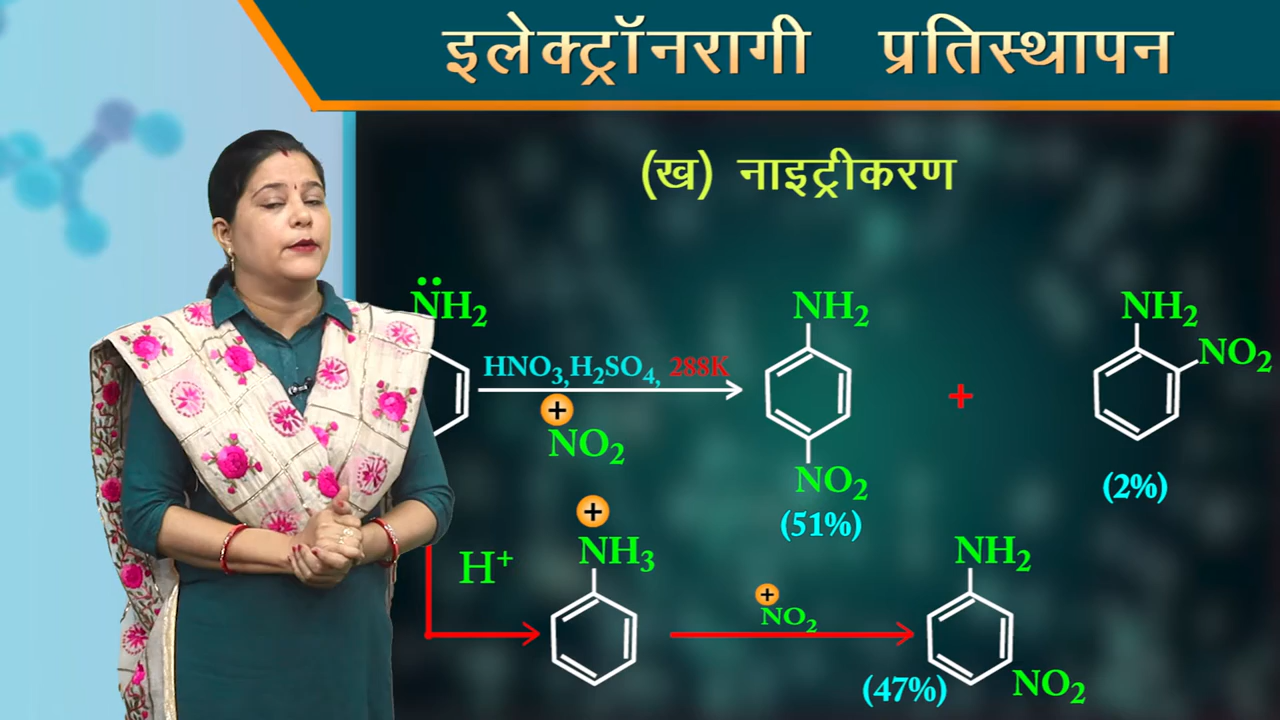 इलेक्ट्रॉनरागी प्रतिस्थापन
(ख) नाइट्रीकरण
N̈H₂
HNO₃,H₂SO₄, 288K
⊕
NO₂
NH₂
NO₂
(51%)
+
NH₂
NO₂
(2%)
H⁺
⊕
NH₃
⊕
NO₂
NH₂
NO₂
(47%)